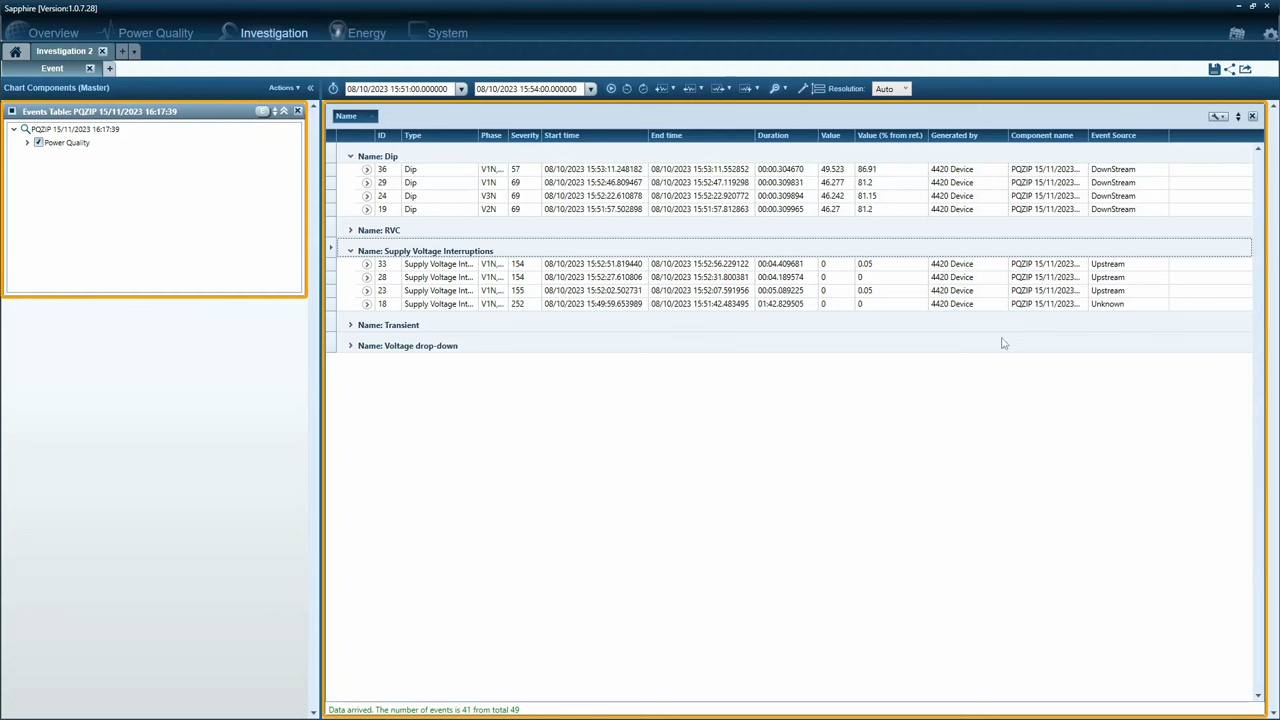 Sapphire [Version:1.0.7.28]
Overview Power Quality Investigation Energy System
Investigation 2
Event
Chart Components (Master) Actions 08/10/2023 15:51:00.000000 08/10/2023 15:54:00.000000 Resolution: Auto
Events Table: PQZIP 15/11/2023 16:17:39 E
PQZIP 15/11/2023 16:17:39
Power Quality
Name
ID Type Phase Severity Start time End time Duration Value Value (% from ref.) Generated by Component name Event Source
Name: Dip
36 Dip V1N,... 57 08/10/2023 15:53:11.248182 08/10/2023 15:53:11.552852 00:00.304670 49.523 86.91 4420 Device PQZIP 15/11/2023... DownStream
29 Dip V1N 69 08/10/2023 15:52:46.809467 08/10/2023 15:52:47.119298 00:00.309831 46.277 81.2 4420 Device PQZIP 15/11/2023... DownStream
24 Dip V3N 69 08/10/2023 15:52:22.610878 08/10/2023 15:52:22.920772 00:00.309894 46.242 81.15 4420 Device PQZIP 15/11/2023... DownStream
19 Dip V2N 69 08/10/2023 15:51:57.502898 08/10/2023 15:51:57.812863 00:00.309965 46.27 81.2 4420 Device PQZIP 15/11/2023... DownStream
Name: RVC
Name: Supply Voltage Interruptions
33 Supply Voltage Int... V1N,... 154 08/10/2023 15:52:51.819440 08/10/2023 15:52:56.229122 00:04.409681 0 0.05 4420 Device PQZIP 15/11/2023... Upstream
28 Supply Voltage Int... V1N,... 154 08/10/2023 15:52:27.610806 08/10/2023 15:52:31.800381 00:04.189574 0 0 4420 Device PQZIP 15/11/2023... Upstream
23 Supply Voltage Int... V1N,... 155 08/10/2023 15:52:02.502731 08/10/2023 15:52:07.591956 00:05.089225 0 0.05 4420 Device PQZIP 15/11/2023... Upstream
18 Supply Voltage Int... V1N,... 252 08/10/2023 15:49:59.653989 08/10/2023 15:51:42.483495 01:42.829505 0 0 4420 Device PQZIP 15/11/2023... Unknown
Name: Transient
Name: Voltage drop-down
Data arrived. The number of events is 41 from total 49